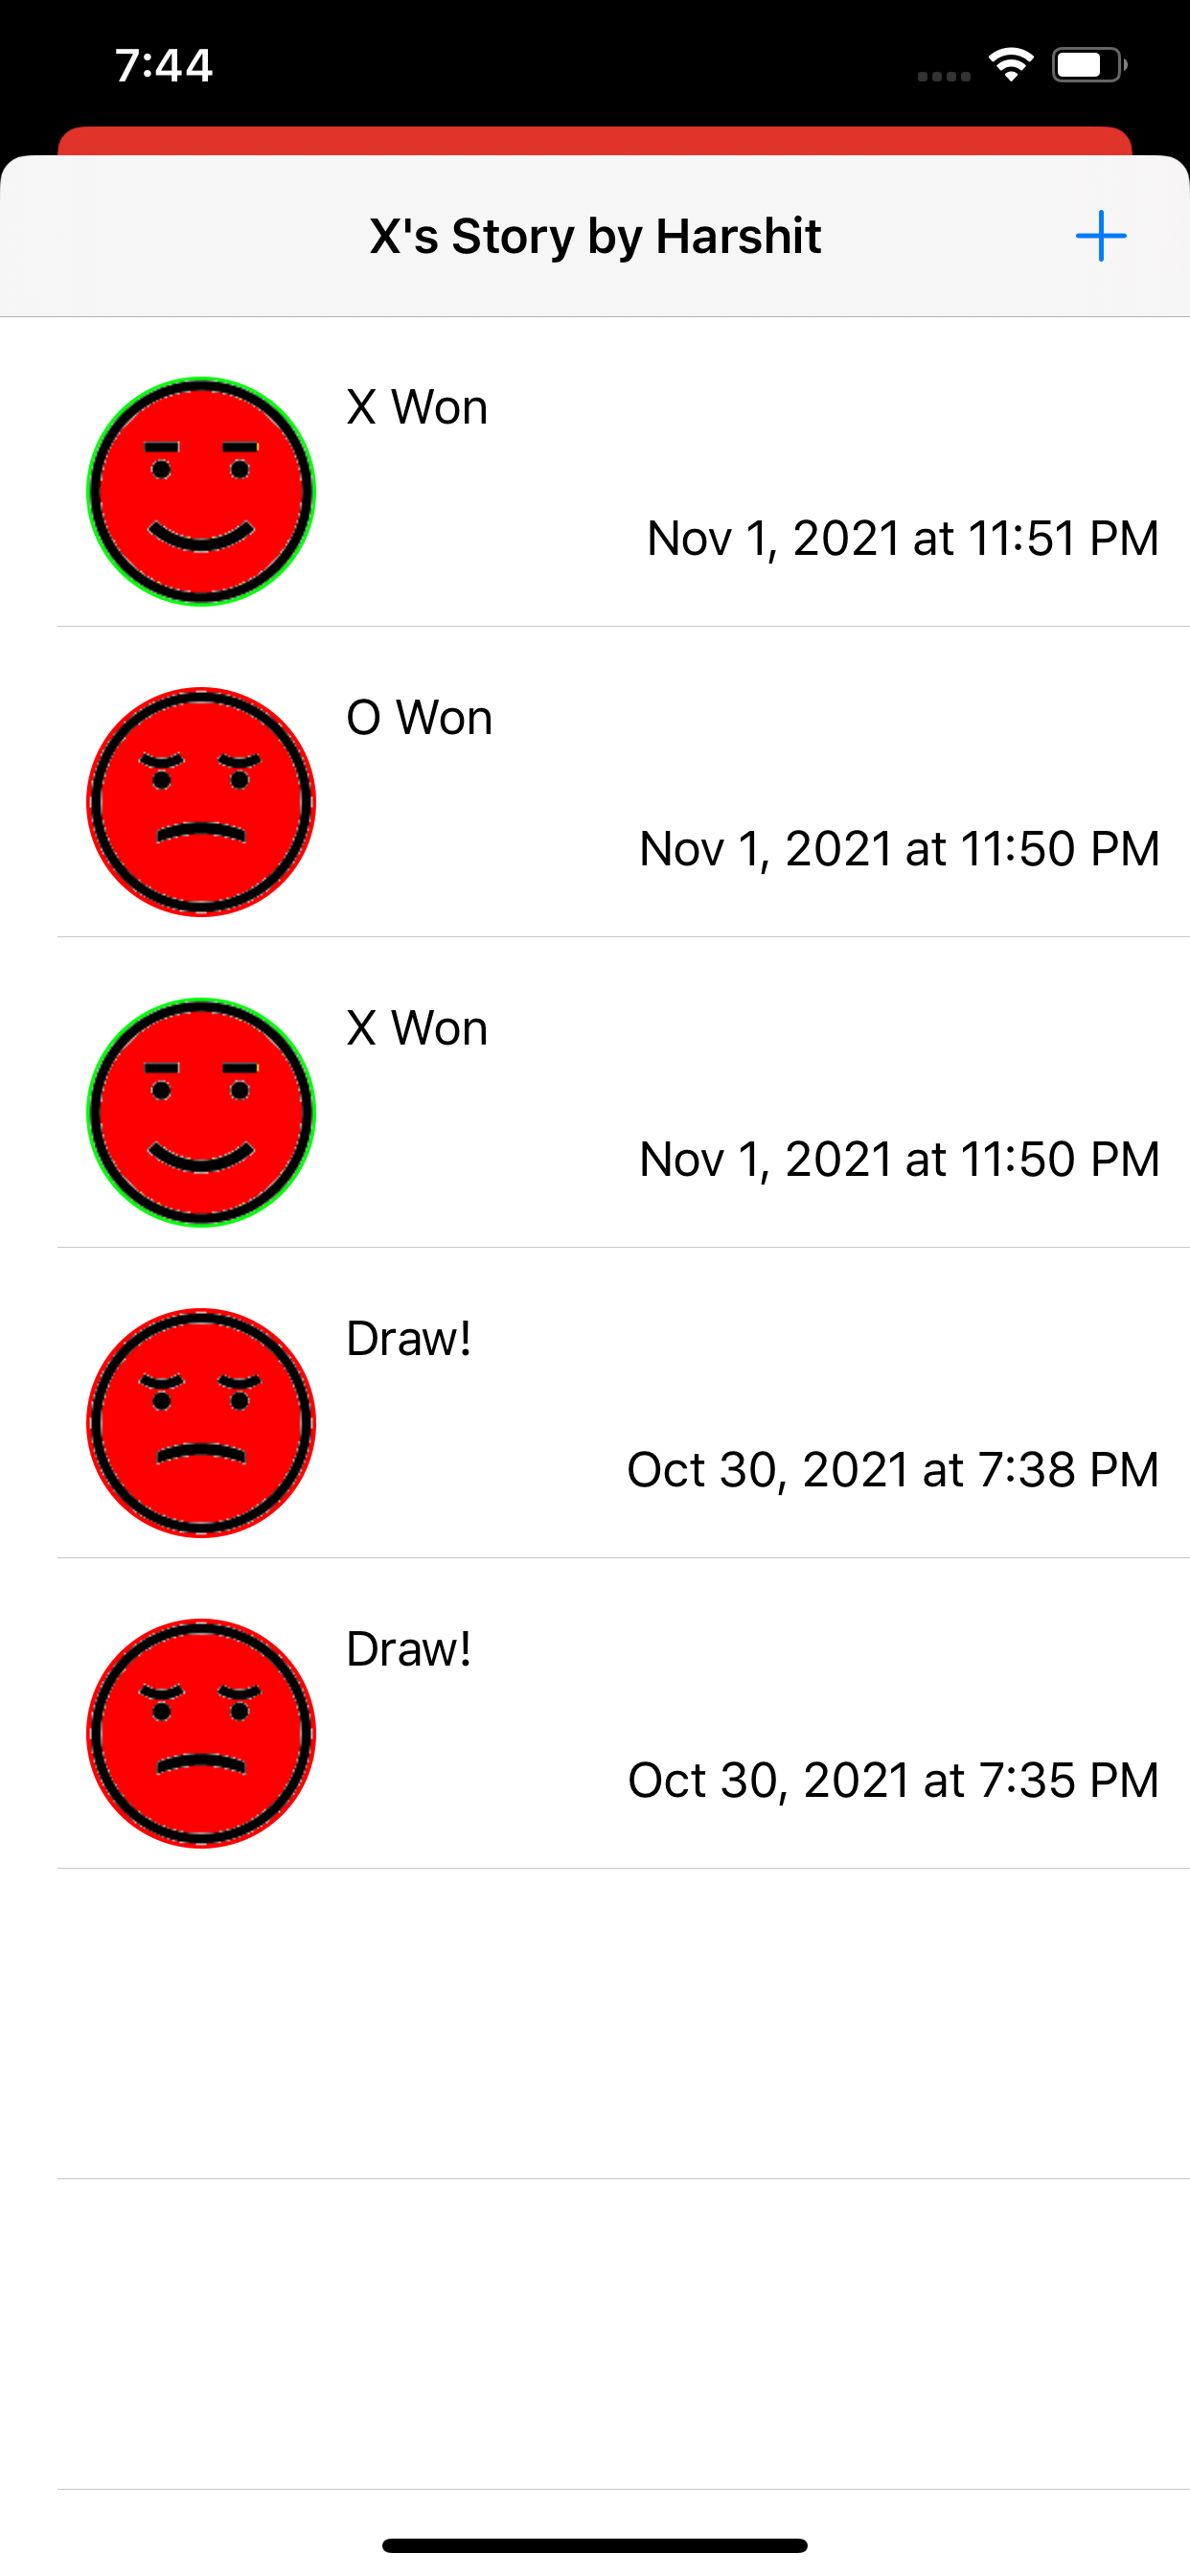 7:44
X's Story by Harshit
X Won
Nov 1, 2021 at 11:51 PM
O Won
Nov 1, 2021 at 11:50 PM
X Won
Nov 1, 2021 at 11:50 PM
Draw!
Oct 30, 2021 at 7:38 PM
Draw!
Oct 30, 2021 at 7:35 PM